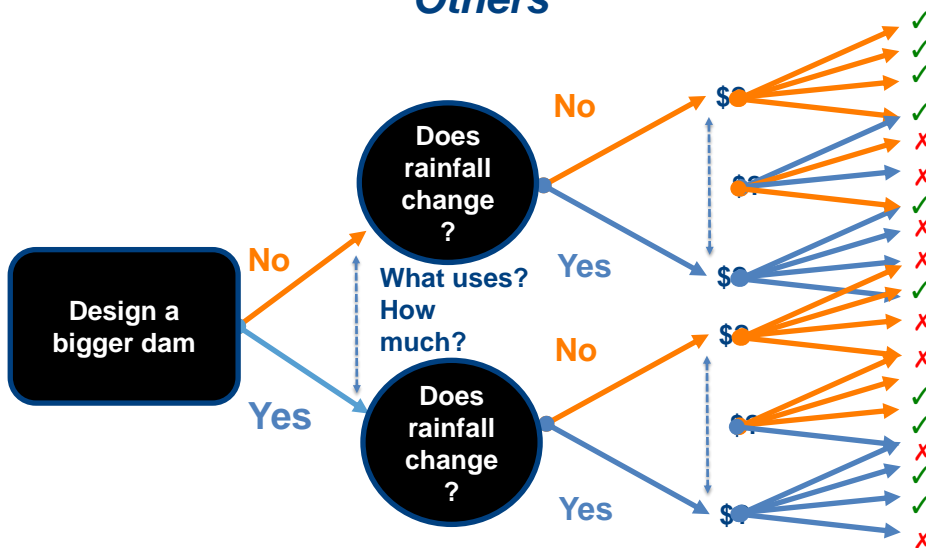 Others
Design a
bigger dam
No
Yes
Does
rainfall
change
?
What uses?
How
much?
Does
rainfall
change
?
No
Yes
No
Yes
✓
✓
✓
✓
✗
✗
✓
✗
✗
✓
✗
✗
✓
✓
✗
✓
✓
✗